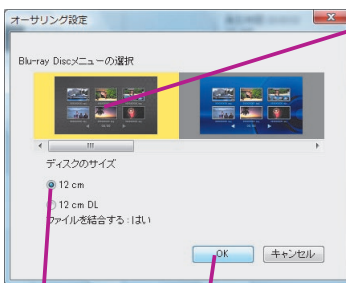 オーサリング設定
Blu-ray Discメニューの選択
ディスクのサイズ
12 cm
12 cm DL
ファイルを結合する:はい
OK
キャンセル